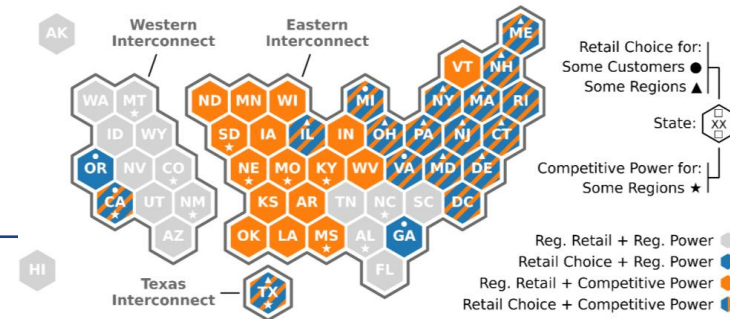 AK
Western
Interconnect
Eastern
Interconnect
ME
Retail Choice for:
Some Customers ●
Some Regions ▲
VT NH
WA MT ND MN WI MI NY MA RI
State: □ XX □
ID WY SD IA IL IN OH PA NJ CT
OR NV CO NE MO KY WV VA MD DE
Competitive Power for:
Some Regions ★
CA UT NM KS AR TN NC SC DC
AZ OK LA MS AL GA
Reg. Retail + Reg. Power
Retail Choice + Reg. Power
HI
FL
Texas
Interconnect
TX
Reg. Retail + Competitive Power
Retail Choice + Competitive Power